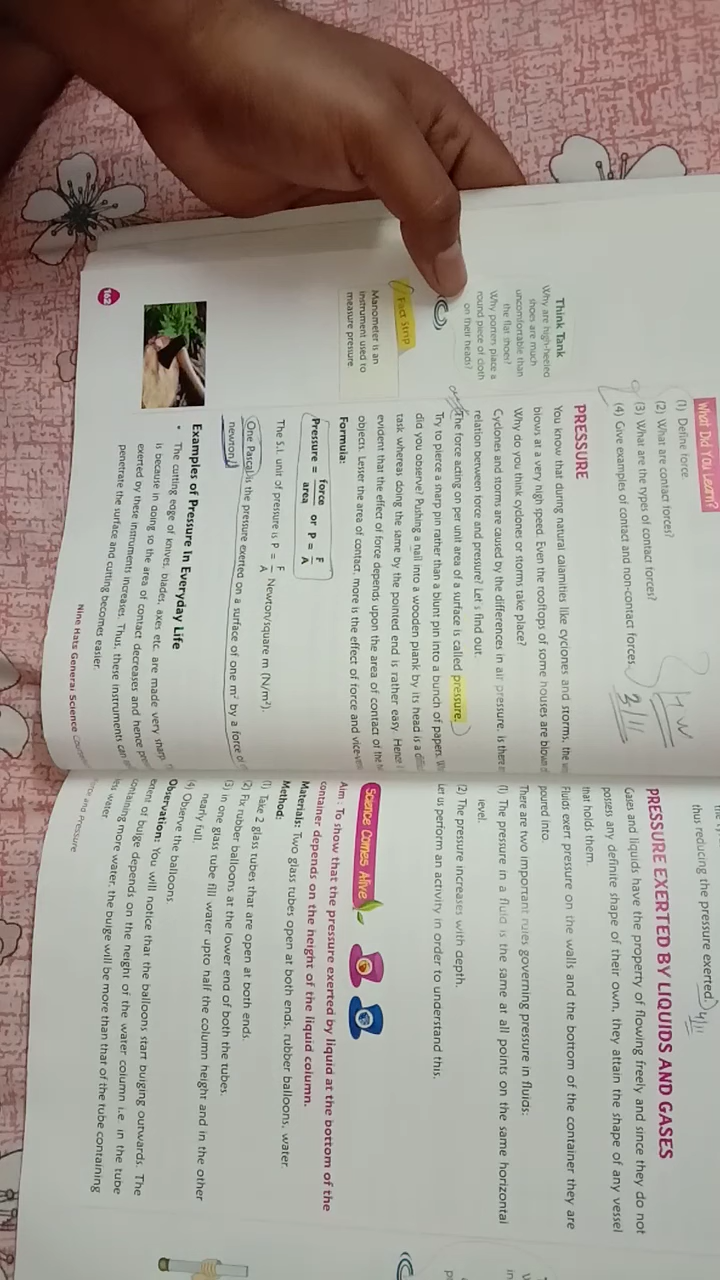 What Did You Learn?
(1) Define force.
(2) What are contact forces?
(3) What are the types of contact forces?
(4) Give examples of contact and non-contact forces.
H W
3/11
PRESSURE
Think Tank
Why are high-heeled
shoes are much
uncomfortable than
the flat shoes?
Why porters place a
round piece of cloth
on their heads?
Fact Strip
Manometer is an
instrument used to
measure pressure.
You know that during natural calamities like cyclones and storms, the
blows at a very high speed. Even the rooftops of some houses are blown
Why do you think cyclones or storms take place?
Cyclones and storms are caused by the differences in air pressure. Is there
relation between force and pressure? Let's find out.
The force acting on per unit area of a surface is called pressure.
Try to pierce a sharp pin rather than a blunt pin into a bunch of papers.
did you observe? Pushing a nail into a wooden plank by its head is a
task whereas doing the same by the pointed end is rather easy. Hence
evident that the effect of force depends upon the area of contact of the
objects. Lesser the area of contact, more is the effect of force and
Formula:
Pressure = force/area or P = F/A
The S.I. unit of pressure is P = F/A Newton/square m (N/m²).
One Pascal is the pressure exerted on a surface of one m² by a force
newton.
Examples of Pressure in Everyday Life
• The cutting edge of knives, blades, axes etc. are made very sharp.
is because in doing so the area of contact decreases and hence
exerted by these instruments increases. Thus, these instruments can
penetrate the surface and cutting becomes easier.
162
Nine Hats General Science
thus reducing the pressure exerted.
4/11
PRESSURE EXERTED BY LIQUIDS AND GASES
Gases and liquids have the property of flowing freely and since they do not
possess any definite shape of their own, they attain the shape of any vessel
that holds them.
Fluids exert pressure on the walls and the bottom of the container they are
poured into.
There are two important rules governing pressure in fluids:
(1) The pressure in a fluid is the same at all points on the same horizontal
level.
(2) The pressure increases with depth.
Let us perform an activity in order to understand this.
Science Comes Alive
Aim : To show that the pressure exerted by liquid at the bottom of the
container depends on the height of the liquid column.
Materials: Two glass tubes open at both ends, rubber balloons, water.
Method:
(1) Take 2 glass tubes that are open at both ends.
(2) Fix rubber balloons at the lower end of both the tubes.
(3) In one glass tube fill water upto half the column height and in the other
nearly full.
(4) Observe the balloons.
Observation: You will notice that the balloons start bulging outwards. The
extent of bulge depends on the height of the water column i.e. in the tube
containing more water, the bulge will be more than that of the tube containing
less water
and Pressure